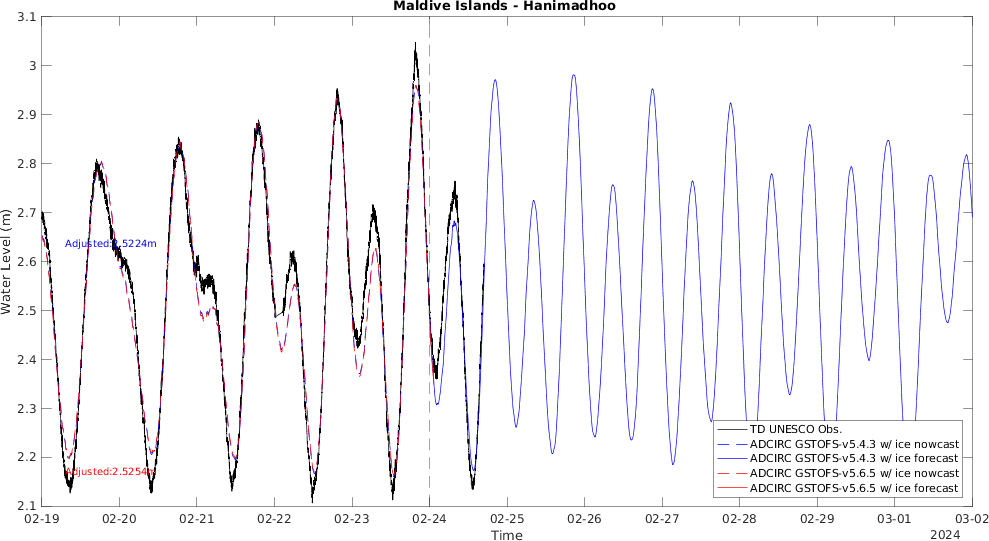 Maldive Islands - Hanimadhoo
3.1
3
2.9
2.8
2.7
2.6
2.5
2.4
2.3
2.2
2.1
Water Level (m)
Adjusted:2.5224m
Adjusted:2.5254m
TD UNESCO Obs.
ADCIRC GSTOFS-v5.4.3 w/ ice nowcast
ADCIRC GSTOFS-v5.4.3 w/ ice forecast
ADCIRC GSTOFS-v5.6.5 w/ ice nowcast
ADCIRC GSTOFS-v5.6.5 w/ ice forecast
02-19 02-20 02-21 02-22 02-23 02-24 02-25 02-26 02-27 02-28 02-29 03-01 03-02
Time
2024